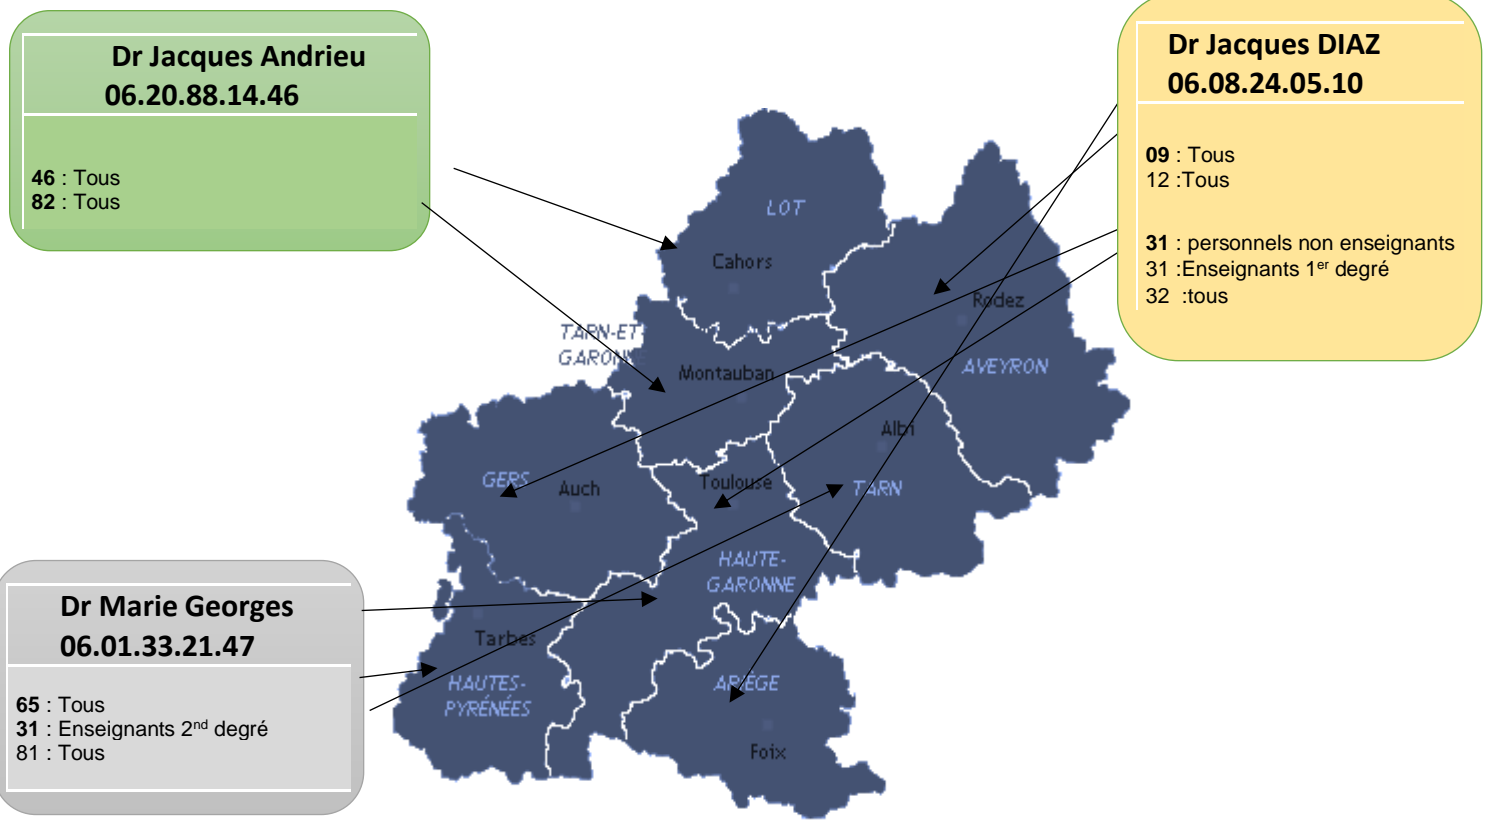 Dr Jacques Andrieu
06.20.88.14.46
46 : Tous
82 : Tous
Dr Jacques DIAZ
06.08.24.05.10
09 : Tous
12 :Tous
31 : personnels non enseignants
31 :Enseignants 1er degré
32 :tous
LOT
Cahors
Rodez
TARN-ET
GARONNE
Montauban
AVEYRON
Albi
GERS
Auch
Toulouse
TARN
HAUTE-
GARONNE
Dr Marie Georges
06.01.33.21.47
65 : Tous
31 : Enseignants 2nd degré
81 : Tous
Tarbes
HAUTES-
PYRÉNÉES
ARIÈGE
Foix